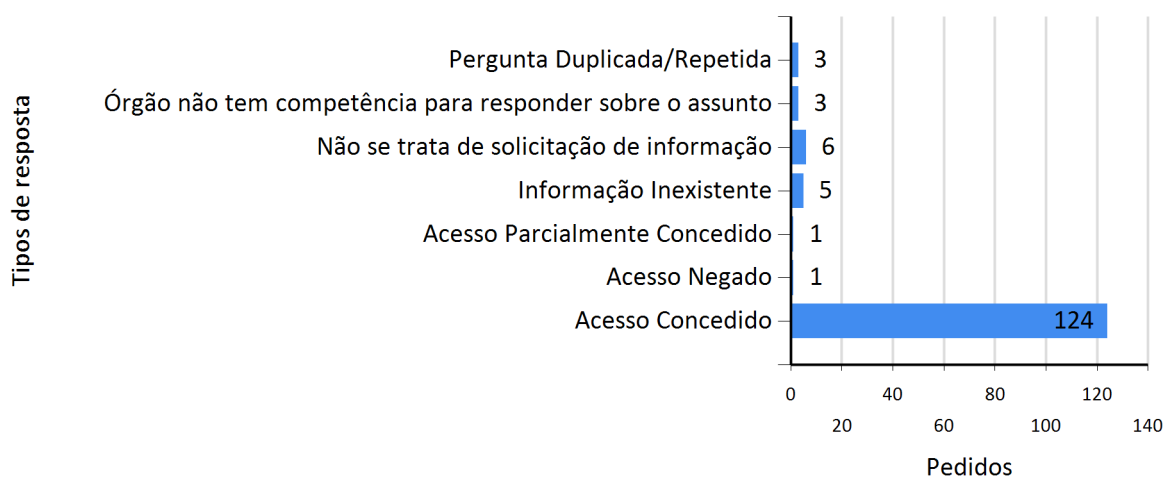 Tipos de resposta
Pergunta Duplicada/Repetida 3
Órgão não tem competência para responder sobre o assunto 3
Não se trata de solicitação de informação 6
Informação Inexistente 5
Acesso Parcialmente Concedido 1
Acesso Negado 1
Acesso Concedido 124
0 40 80 120
20 60 100 140
Pedidos